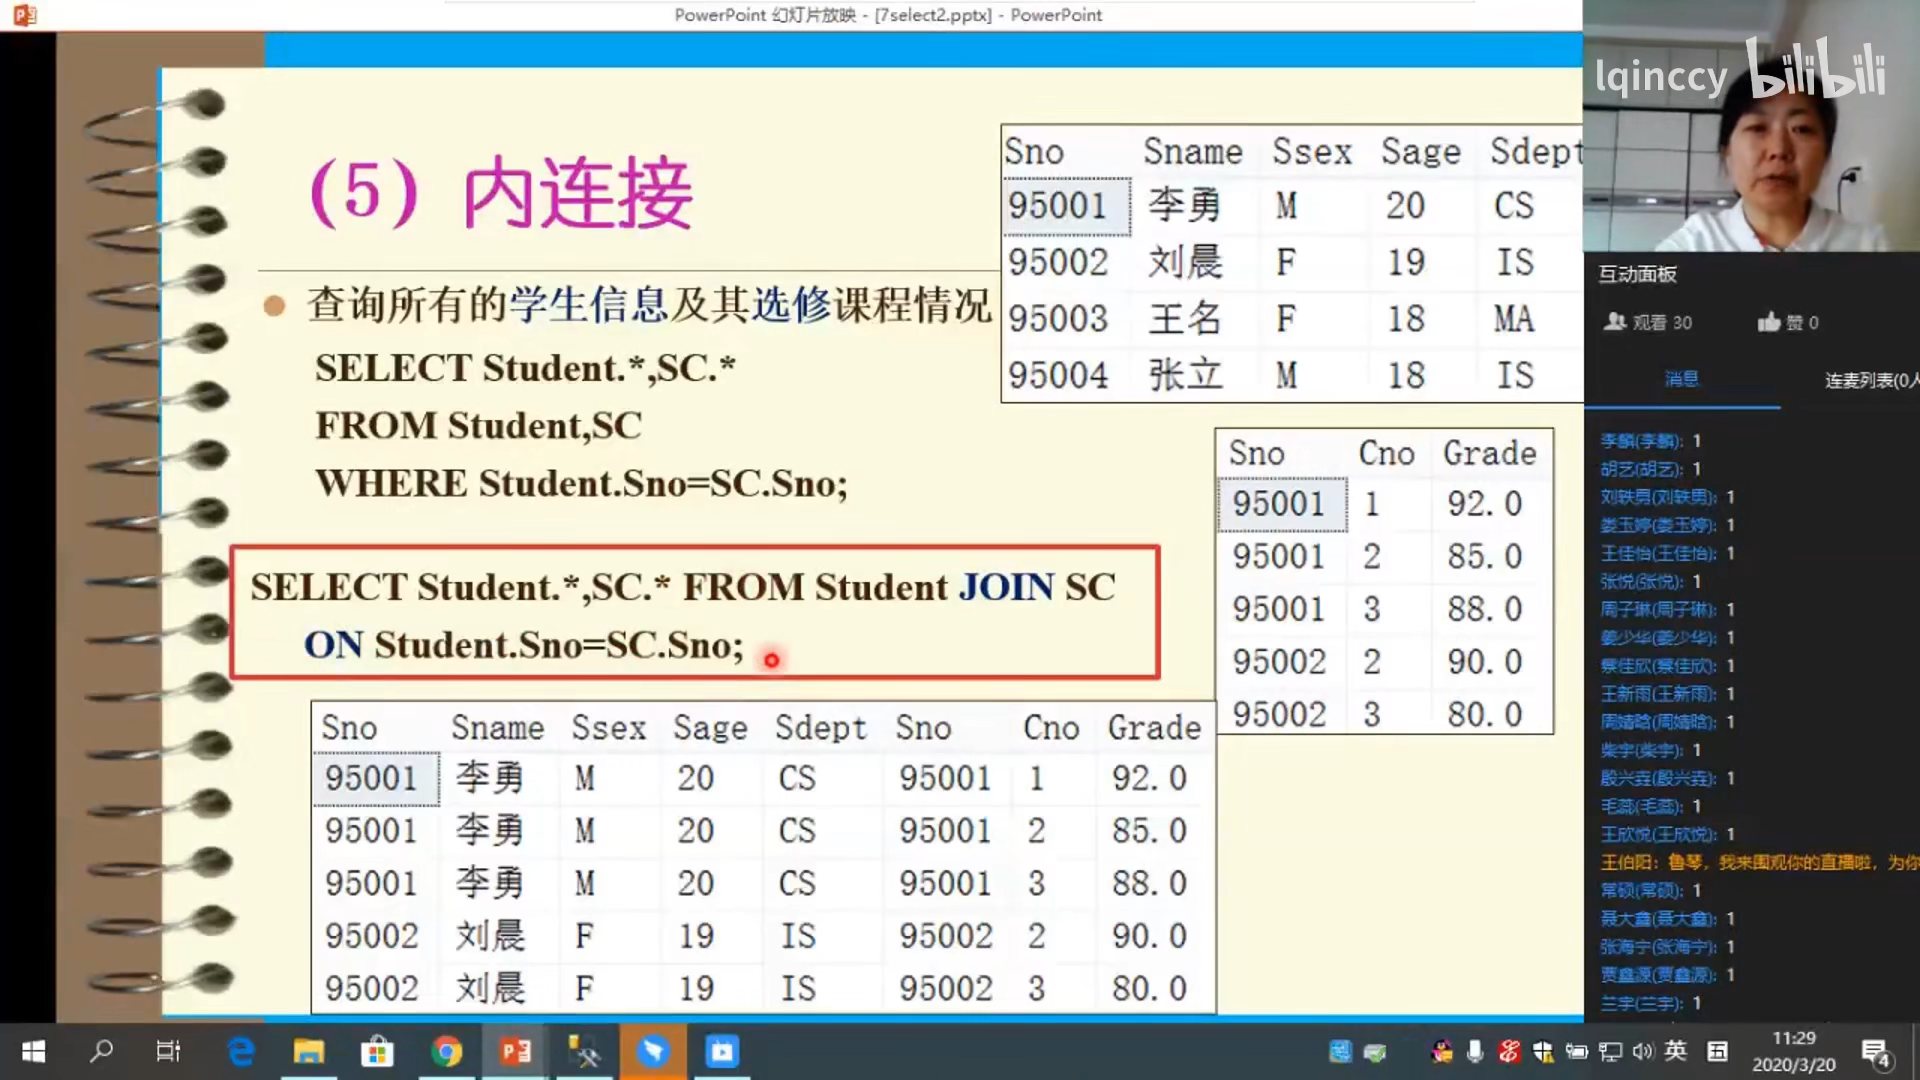 PowerPoint 幻灯片放映 - [7select2.pptx] - PowerPoint
lqinccy bilibili
（5）内连接
查询所有的学生信息及其选修课程情况
SELECT Student.*,SC.*
FROM Student,SC
WHERE Student.Sno=SC.Sno;
SELECT Student.*,SC.* FROM Student JOIN SC
ON Student.Sno=SC.Sno;
Sno Sname Ssex Sage Sdept
95001 李勇 M 20 CS
95002 刘晨 F 19 IS
95003 王名 F 18 MA
95004 张立 M 18 IS
Sno Cno Grade
95001 1 92.0
95001 2 85.0
95001 3 88.0
95002 2 90.0
95002 3 80.0
Sno Sname Ssex Sage Sdept Sno Cno Grade
95001 李勇 M 20 CS 95001 1 92.0
95001 李勇 M 20 CS 95001 2 85.0
95001 李勇 M 20 CS 95001 3 88.0
95002 刘晨 F 19 IS 95002 2 90.0
95002 刘晨 F 19 IS 95002 3 80.0
互动面板
观看 30 赞 0
消息 连麦列表(0人
李麟(李麟): 1
胡艺(胡艺): 1
刘轶男(刘轶男): 1
娄玉婷(娄玉婷): 1
王佳怡(王佳怡): 1
张悦(张悦): 1
周子琳(周子琳): 1
姜少华(姜少华): 1
蔡佳欣(蔡佳欣): 1
王新雨(王新雨): 1
周婧晗(周婧晗): 1
柴宇(柴宇): 1
殷兴垚(殷兴垚): 1
毛蕊(毛蕊): 1
王欣悦(王欣悦): 1
王伯阳: 鲁琴，我来围观你的直播啦，为你
常硕(常硕): 1
聂大鑫(聂大鑫): 1
张海宁(张海宁): 1
贾鑫源(贾鑫源): 1
兰宇(兰宇): 1
英
五
11:29
2020/3/20
4